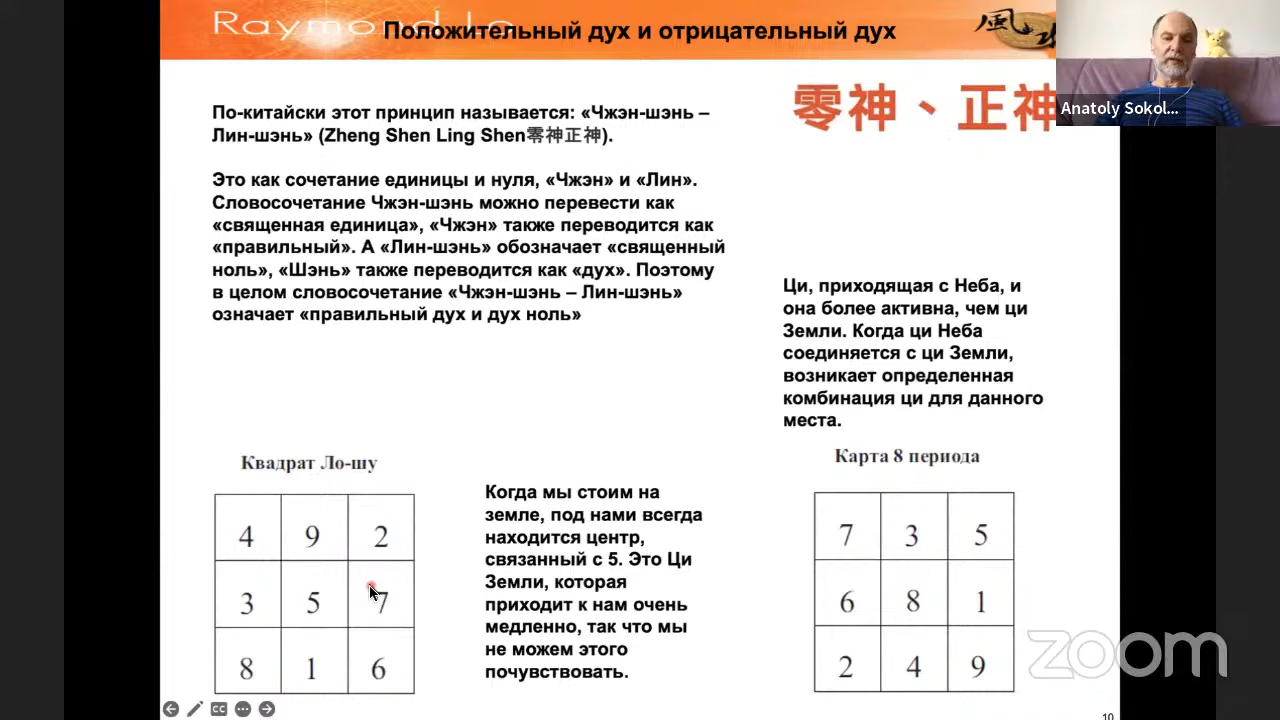 Raymond Lo
Положительный дух и отрицательный дух
По-китайски этот принцип называется: «Чжэн-шэнь –
Лин-шэнь» (Zheng Shen Ling Shen零神正神).
零神、正神
Anatoly Sokol...
Это как сочетание единицы и нуля, «Чжэн» и «Лин».
Словосочетание Чжэн-шэнь можно перевести как
«священная единица», «Чжэн» также переводится как
«правильный». А «Лин-шэнь» обозначает «священный
ноль», «Шэнь» также переводится как «дух». Поэтому
в целом словосочетание «Чжэн-шэнь – Лин-шэнь»
означает «правильный дух и дух ноль»
Ци, приходящая с Неба, и
она более активна, чем ци
Земли. Когда ци Неба
соединяется с ци Земли,
возникает определенная
комбинация ци для данного
места.
Квадрат Ло-шу
4 9 2
3 5 7
8 1 6
Когда мы стоим на
земле, под нами всегда
находится центр,
связанный с 5. Это Ци
Земли, которая
приходит к нам очень
медленно, так что мы
не можем этого
почувствовать.
Карта 8 периода
7 3 5
6 8 1
2 4 9
zoom
CC
10